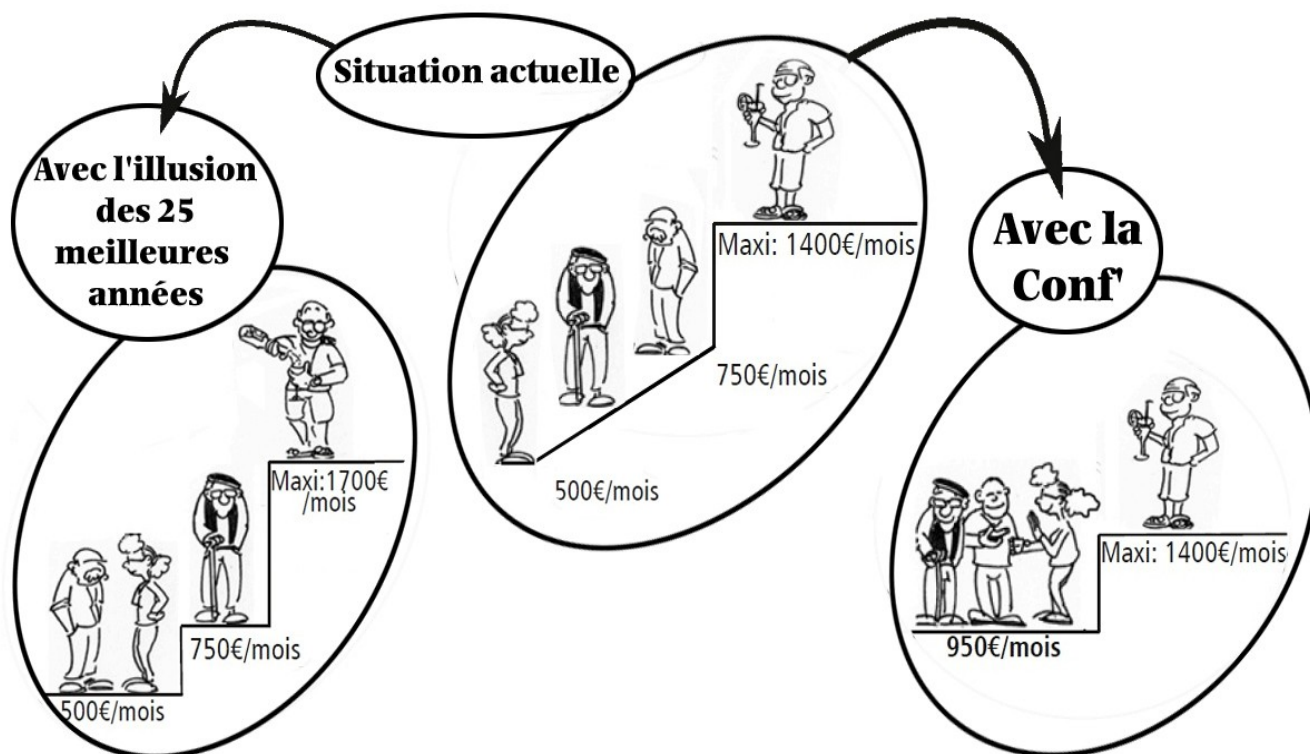 Situation actuelle
Maxi: 1400€/mois
750€/mois
500€/mois
Avec l'illusion
des 25
meilleures
années
Maxi:1700€
/mois
750€/mois
500€/mois
Avec la
Conf'
Maxi: 1400€/mois
950€/mois